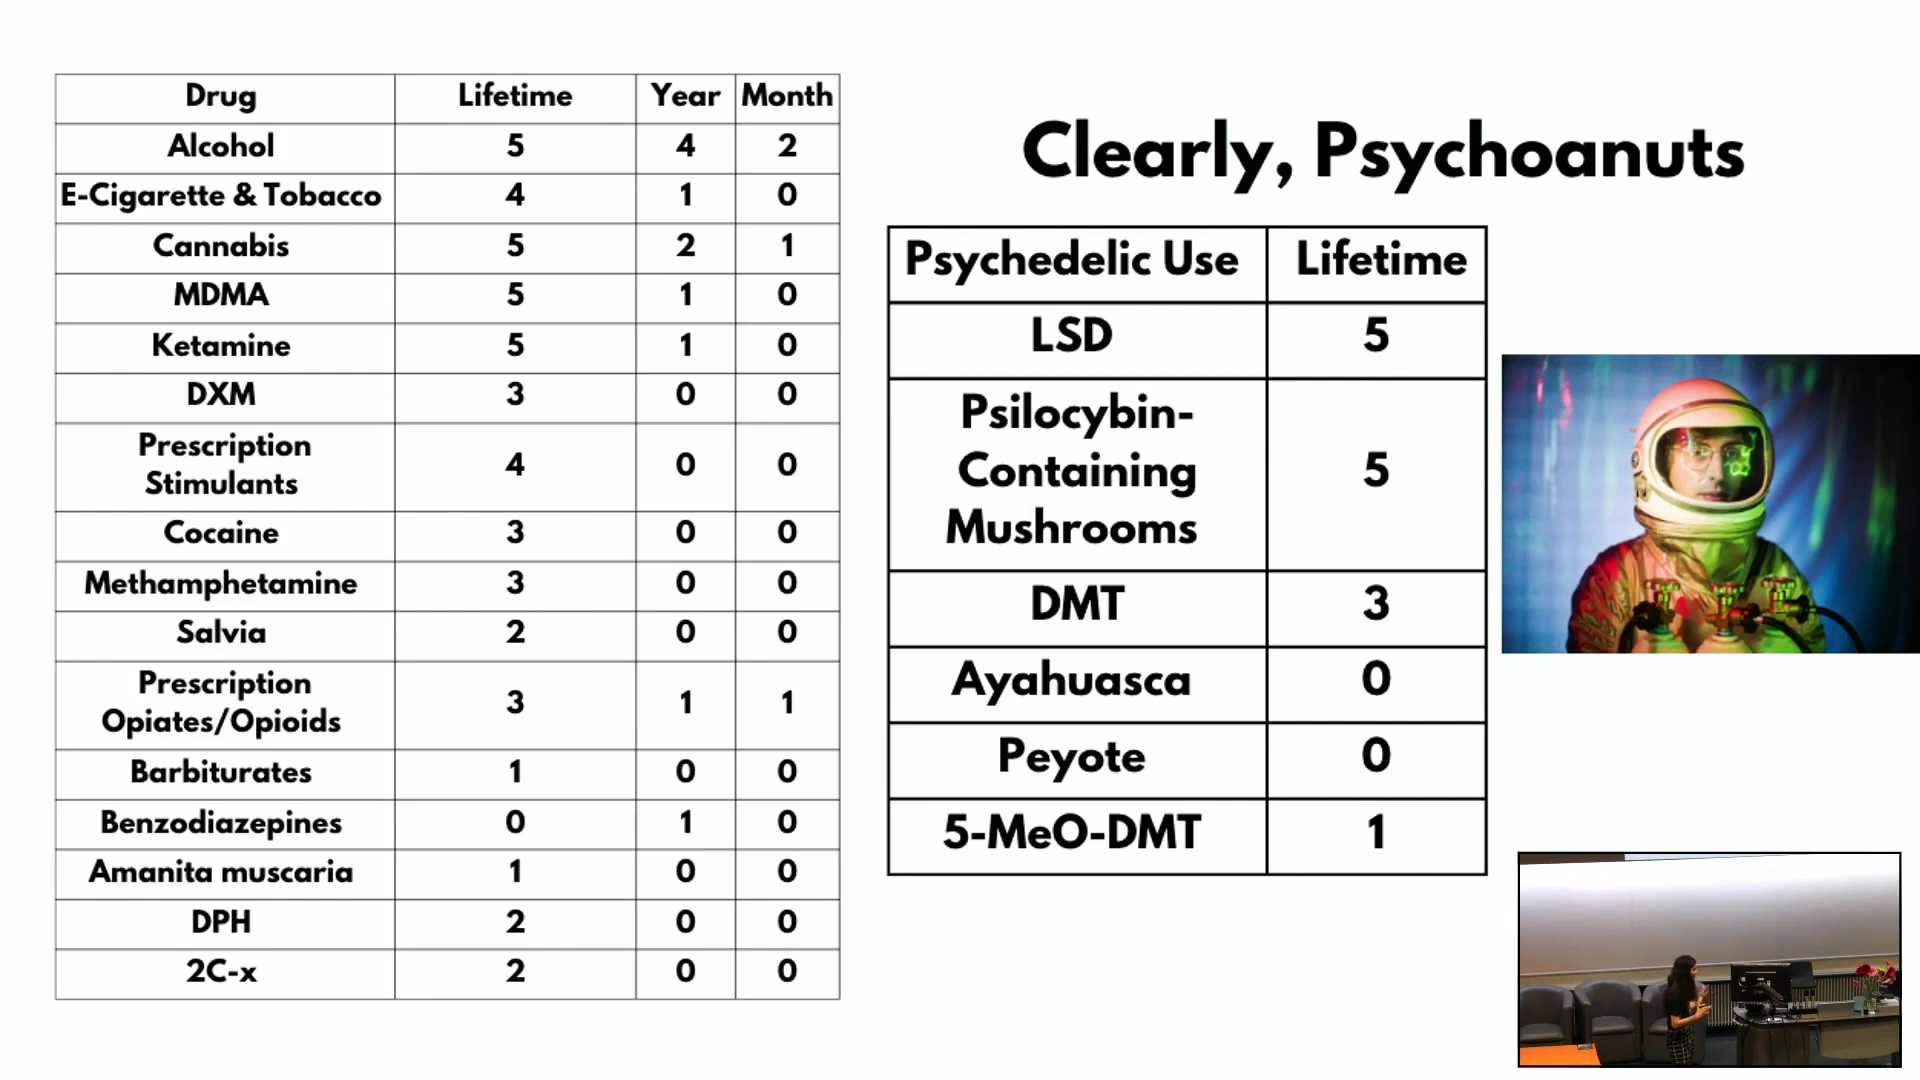 Drug Lifetime Year Month
Alcohol 5 4 2
E-Cigarette & Tobacco 4 1 0
Cannabis 5 2 1
MDMA 5 1 0
Ketamine 5 1 0
DXM 3 0 0
Prescription
Stimulants 4 0 0
Cocaine 3 0 0
Methamphetamine 3 0 0
Salvia 2 0 0
Prescription
Opiates/Opioids 3 1 1
Barbiturates 1 0 0
Benzodiazepines 0 1 0
Amanita muscaria 1 0 0
DPH 2 0 0
2C-x 2 0 0
Clearly, Psychoanuts
Psychedelic Use Lifetime
LSD 5
Psilocybin-
Containing 5
Mushrooms
DMT 3
Ayahuasca 0
Peyote 0
5-MeO-DMT 1